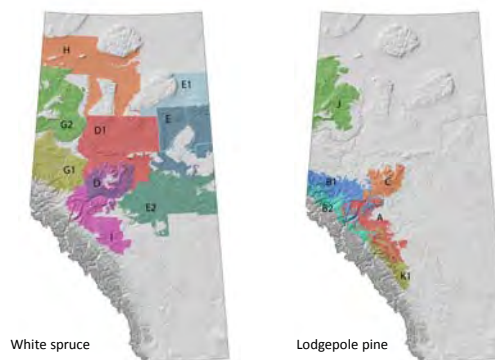 H
E1
E
G2
D1
G1
D
E2
I
White spruce
J
B1
C
B2
A
K1
Lodgepole pine